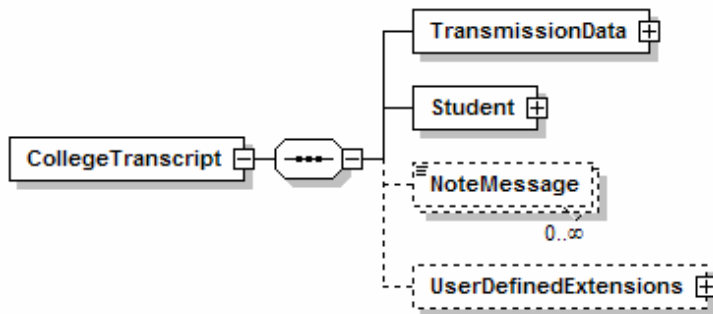 TransmissionData
Student
CollegeTranscript
NoteMessage
0..∞
UserDefinedExtensions